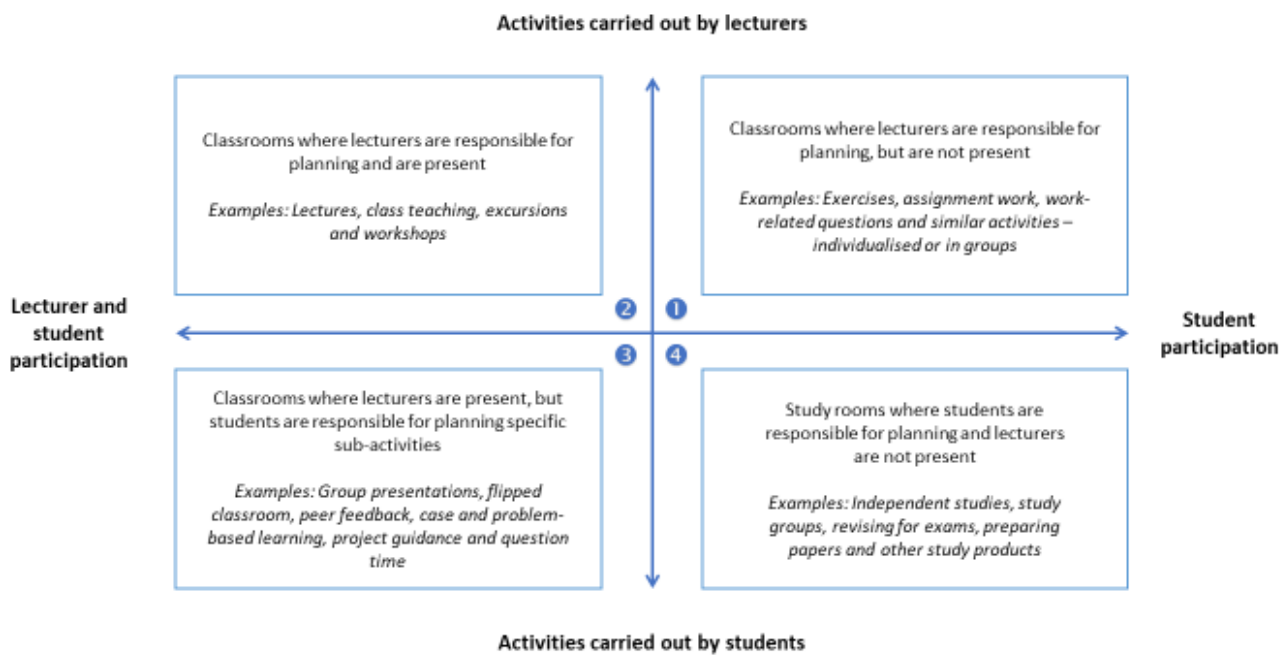 Activities carried out by lecturers
Classrooms where lecturers are responsible for
planning and are present
Examples: Lectures, class teaching, excursions
and workshops
Classrooms where lecturers are responsible for
planning, but are not present
Examples: Exercises, assignment work, work-
related questions and similar activities –
individualised or in groups
Lecturer and
student
participation
2
1
Student
participation
3
4
Classrooms where lecturers are present, but
students are responsible for planning specific
sub-activities
Examples: Group presentations, flipped
classroom, peer feedback, case and problem-
based learning, project guidance and question
time
Study rooms where students are
responsible for planning and lecturers
are not present
Examples: Independent studies, study
groups, revising for exams, preparing
papers and other study products
Activities carried out by students